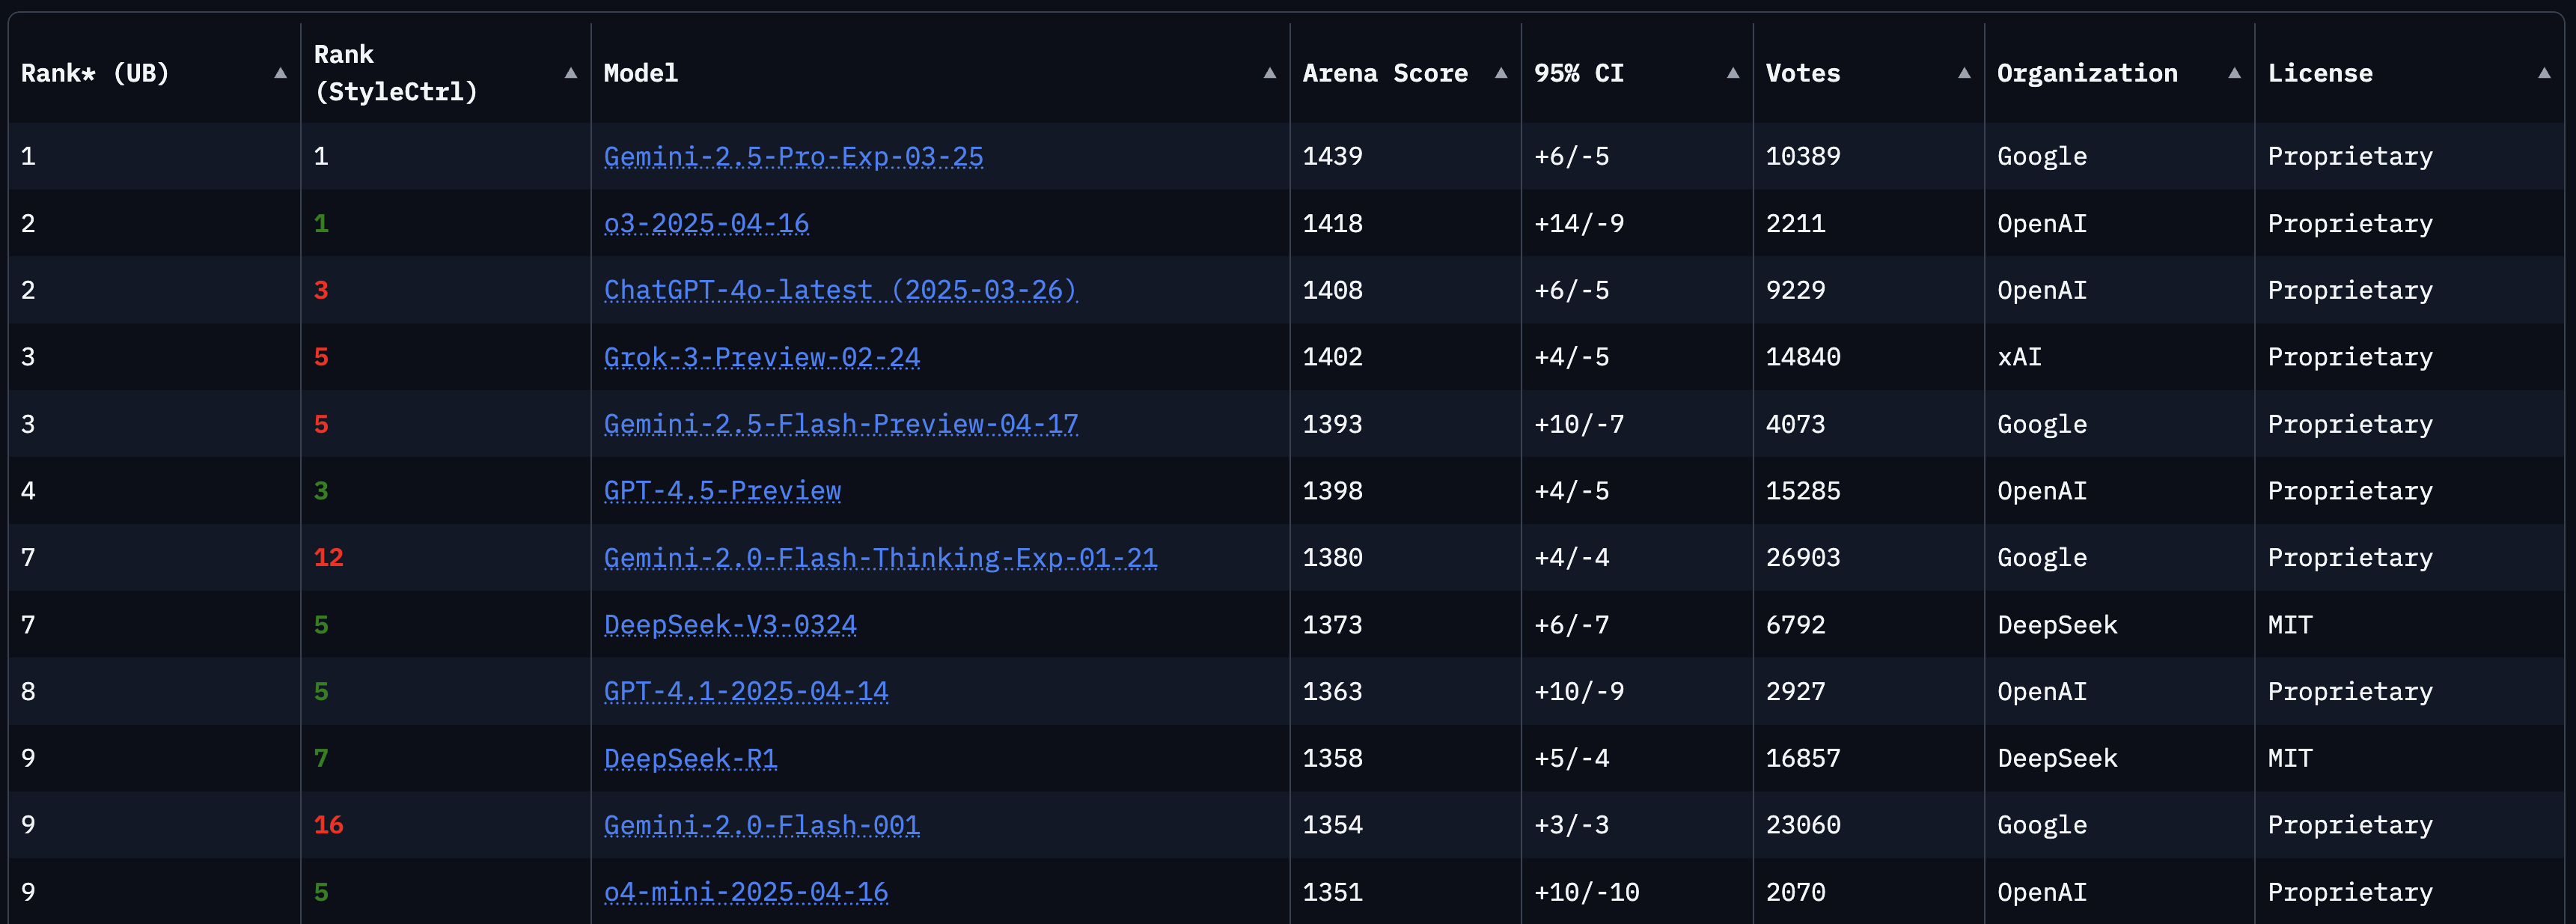 Rank* (UB) ▲ Rank (StyleCtrl) ▲ Model ▲ Arena Score ▲ 95% CI ▲ Votes ▲ Organization ▲ License ▲
1 1 Gemini-2.5-Pro-Exp-03-25 1439 +6/-5 10389 Google Proprietary
2 1 o3-2025-04-16 1418 +14/-9 2211 OpenAI Proprietary
2 3 ChatGPT-4o-latest (2025-03-26) 1408 +6/-5 9229 OpenAI Proprietary
3 5 Grok-3-Preview-02-24 1402 +4/-5 14840 xAI Proprietary
3 5 Gemini-2.5-Flash-Preview-04-17 1393 +10/-7 4073 Google Proprietary
4 3 GPT-4.5-Preview 1398 +4/-5 15285 OpenAI Proprietary
7 12 Gemini-2.0-Flash-Thinking-Exp-01-21 1380 +4/-4 26903 Google Proprietary
7 5 DeepSeek-V3-0324 1373 +6/-7 6792 DeepSeek MIT
8 5 GPT-4.1-2025-04-14 1363 +10/-9 2927 OpenAI Proprietary
9 7 DeepSeek-R1 1358 +5/-4 16857 DeepSeek MIT
9 16 Gemini-2.0-Flash-001 1354 +3/-3 23060 Google Proprietary
9 5 o4-mini-2025-04-16 1351 +10/-10 2070 OpenAI Proprietary